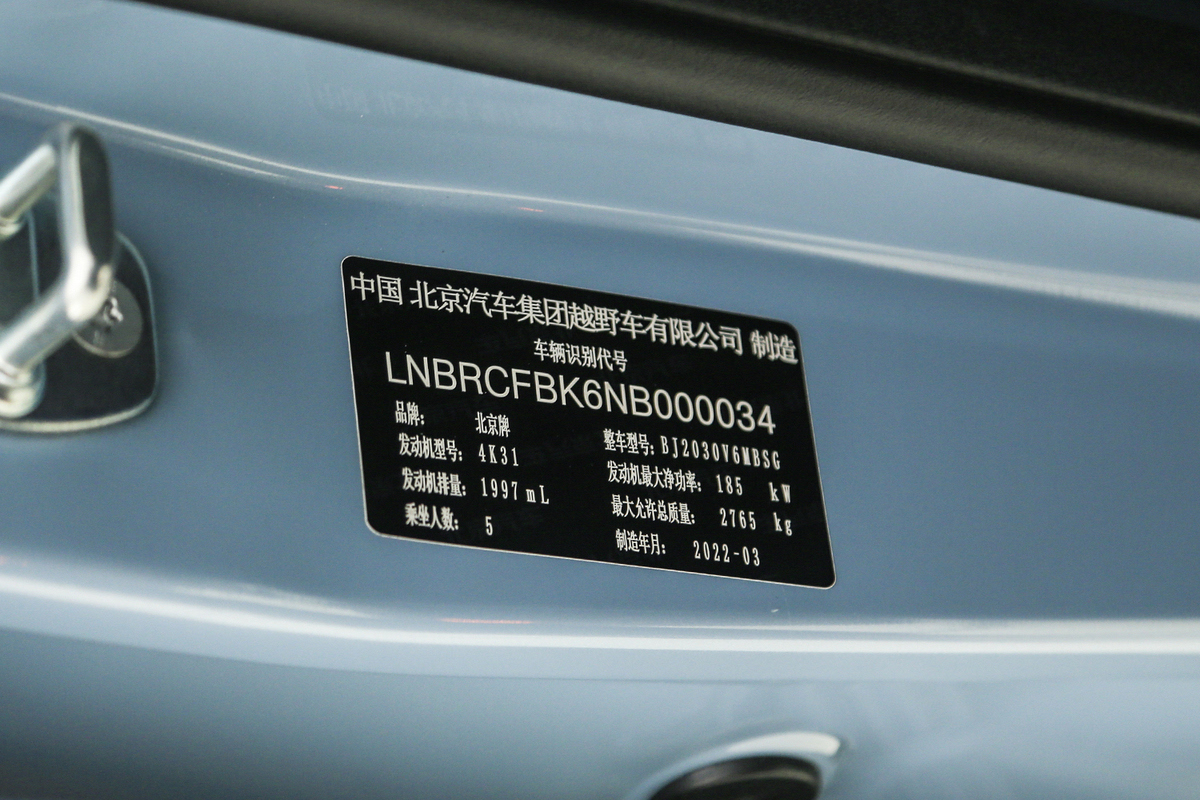 中国 北京汽车集团越野车有限公司 制造
车辆识别代号
LNBRCFBK6NB000034
品牌: 北京牌 整车型号: BJ2030V6MBSG
发动机型号: 4K31 发动机最大净功率: 185 kW
发动机排量: 1997mL 最大允许总质量: 2765 kg
乘坐人数: 5 制造年月: 2022-03